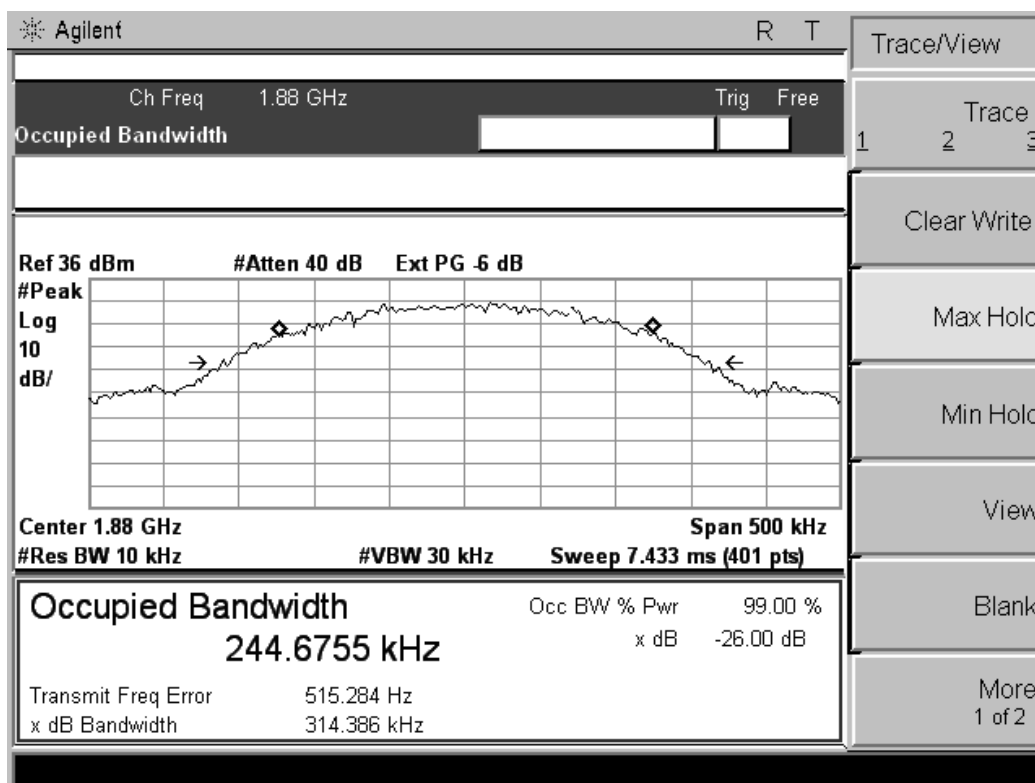 Agilent R T
Trace/View
Ch Freq 1.88 GHz Trig Free
Occupied Bandwidth
Trace
1 2 3
Clear Write
Ref 36 dBm #Atten 40 dB Ext PG -6 dB
#Peak
Log
10
dB/
Max Hold
Min Hold
Center 1.88 GHz Span 500 kHz
#Res BW 10 kHz #VBW 30 kHz Sweep 7.433 ms (401 pts)
View
Occupied Bandwidth
244.6755 kHz
Occ BW % Pwr 99.00 %
x dB -26.00 dB
Transmit Freq Error 515.284 Hz
x dB Bandwidth 314.386 kHz
Blank
More
1 of 2